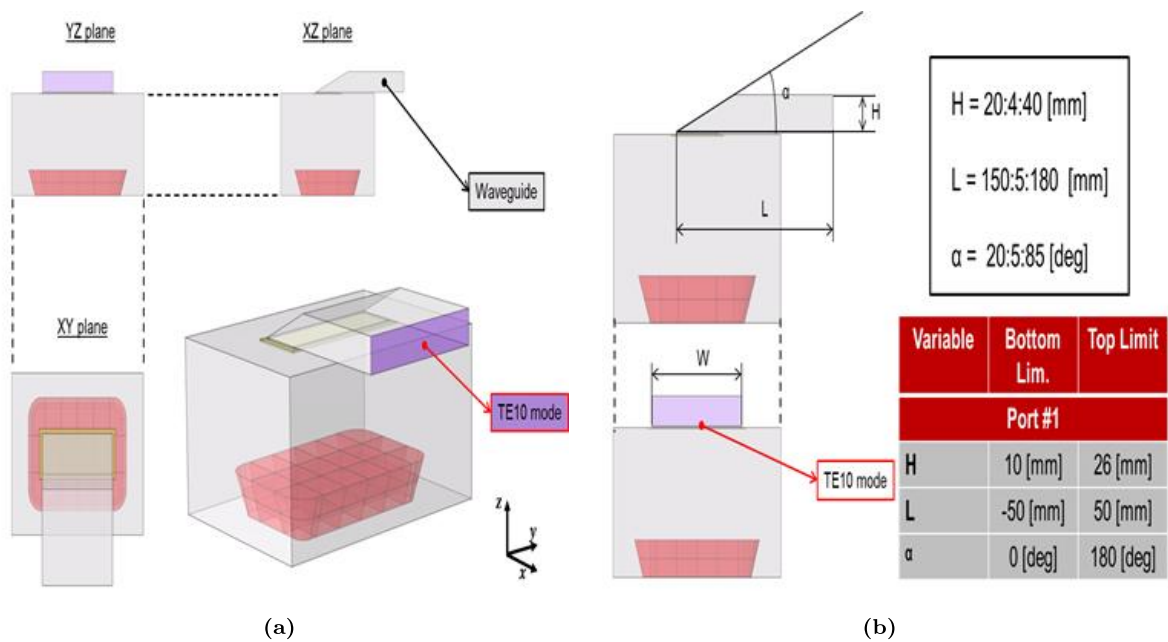 YZ plane
XZ plane
Waveguide
XY plane
TE10 mode
z
y
x
(a)
α
H
L
H = 20:4:40 [mm]
L = 150:5:180 [mm]
α = 20:5:85 [deg]
W
TE10 mode
Variable Bottom Lim. Top Limit
Port #1
H 10 [mm] 26 [mm]
L -50 [mm] 50 [mm]
α 0 [deg] 180 [deg]
(b)